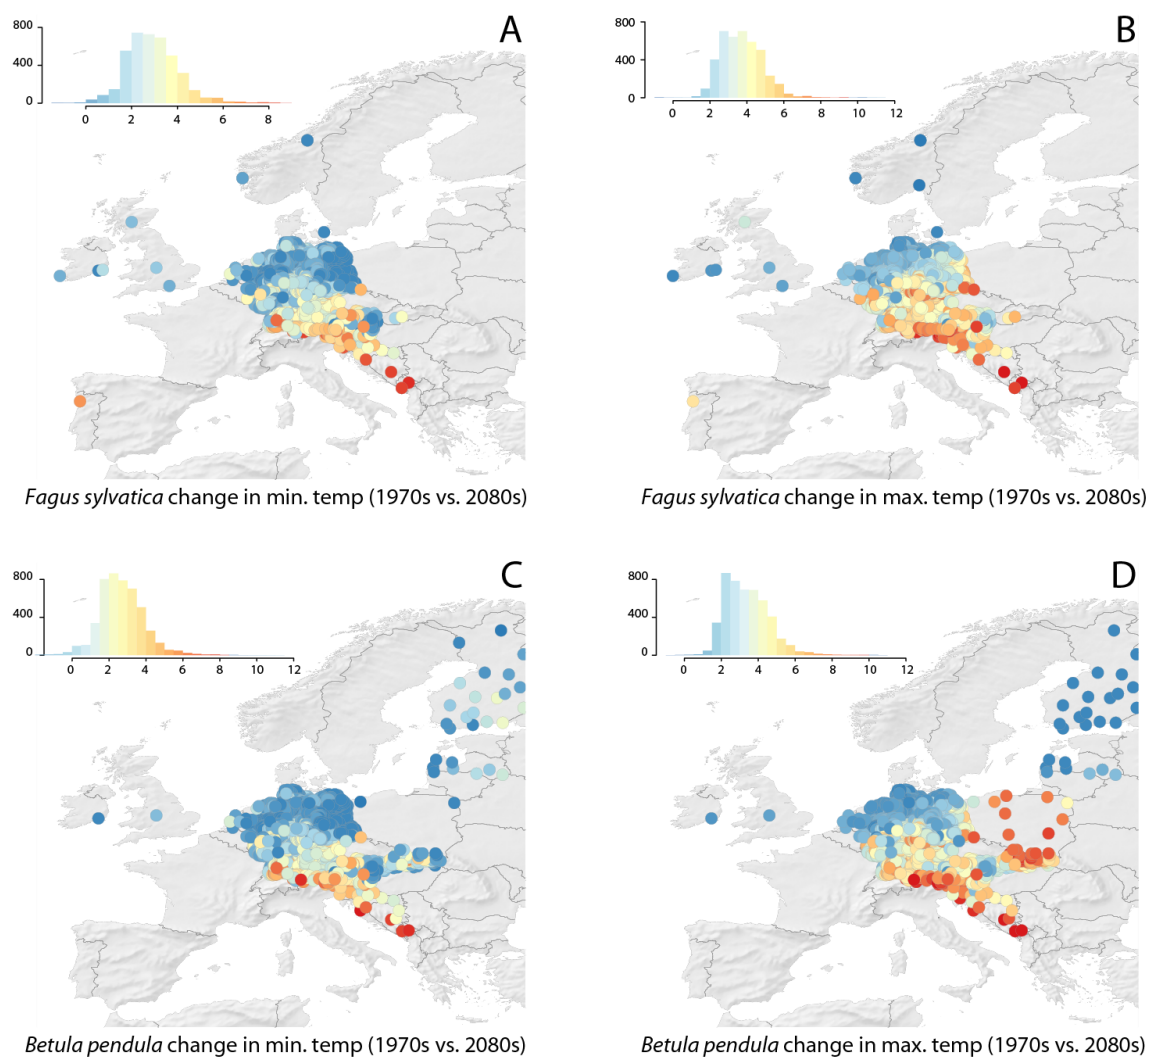 A
800
400
0
0 2 4 6 8
Fagus sylvatica change in min. temp (1970s vs. 2080s)
B
800
400
0
0 2 4 6 8 10 12
Fagus sylvatica change in max. temp (1970s vs. 2080s)
C
800
400
0
0 2 4 6 8 10 12
Betula pendula change in min. temp (1970s vs. 2080s)
D
800
400
0
0 2 4 6 8 10 12
Betula pendula change in max. temp (1970s vs. 2080s)